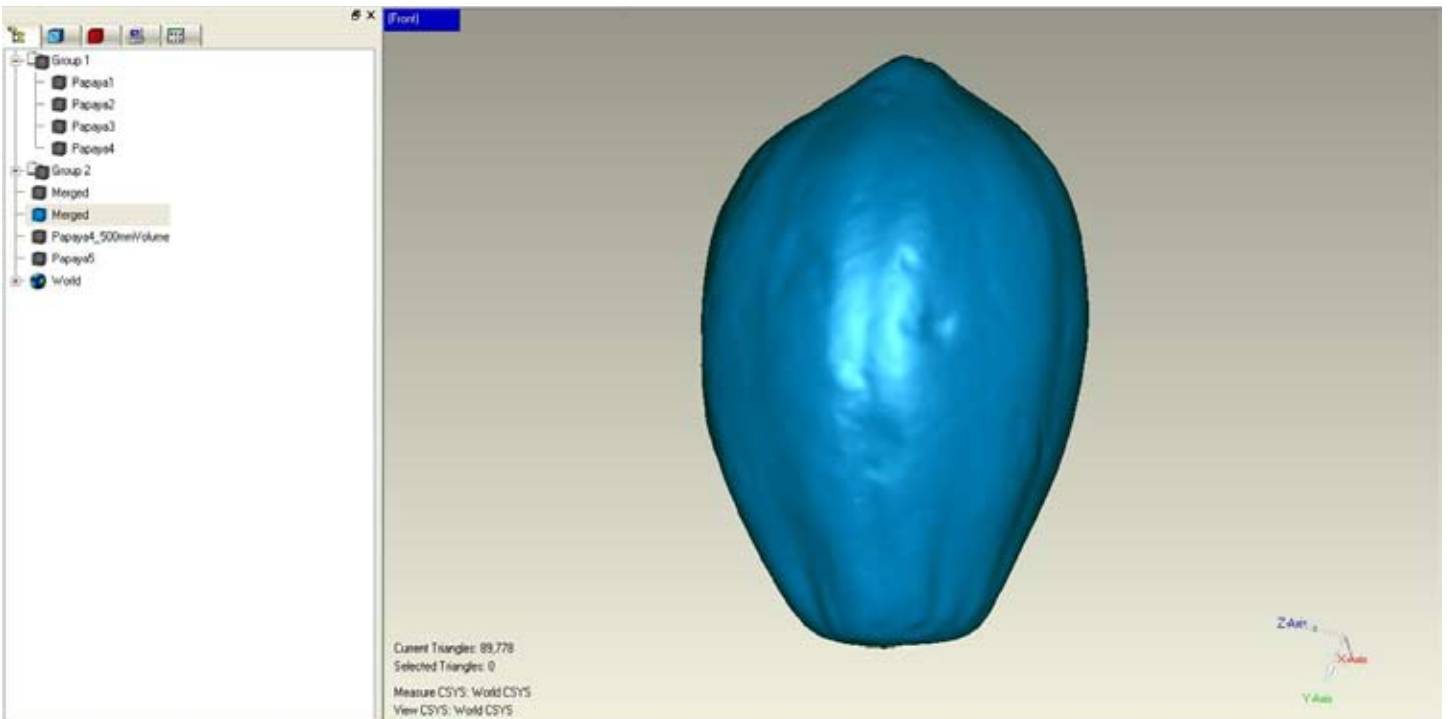 Group 1
Papaya1
Papaya2
Papaya3
Papaya4
Group 2
Merged
Merged
Papaya4_500mmVolume
Papaya5
World
(Front)
Current Triangles: 89,778
Selected Triangles: 0
Measure CSYS: World CSYS
View CSYS: World CSYS
Z-Axis
X-Axis
Y-Axis